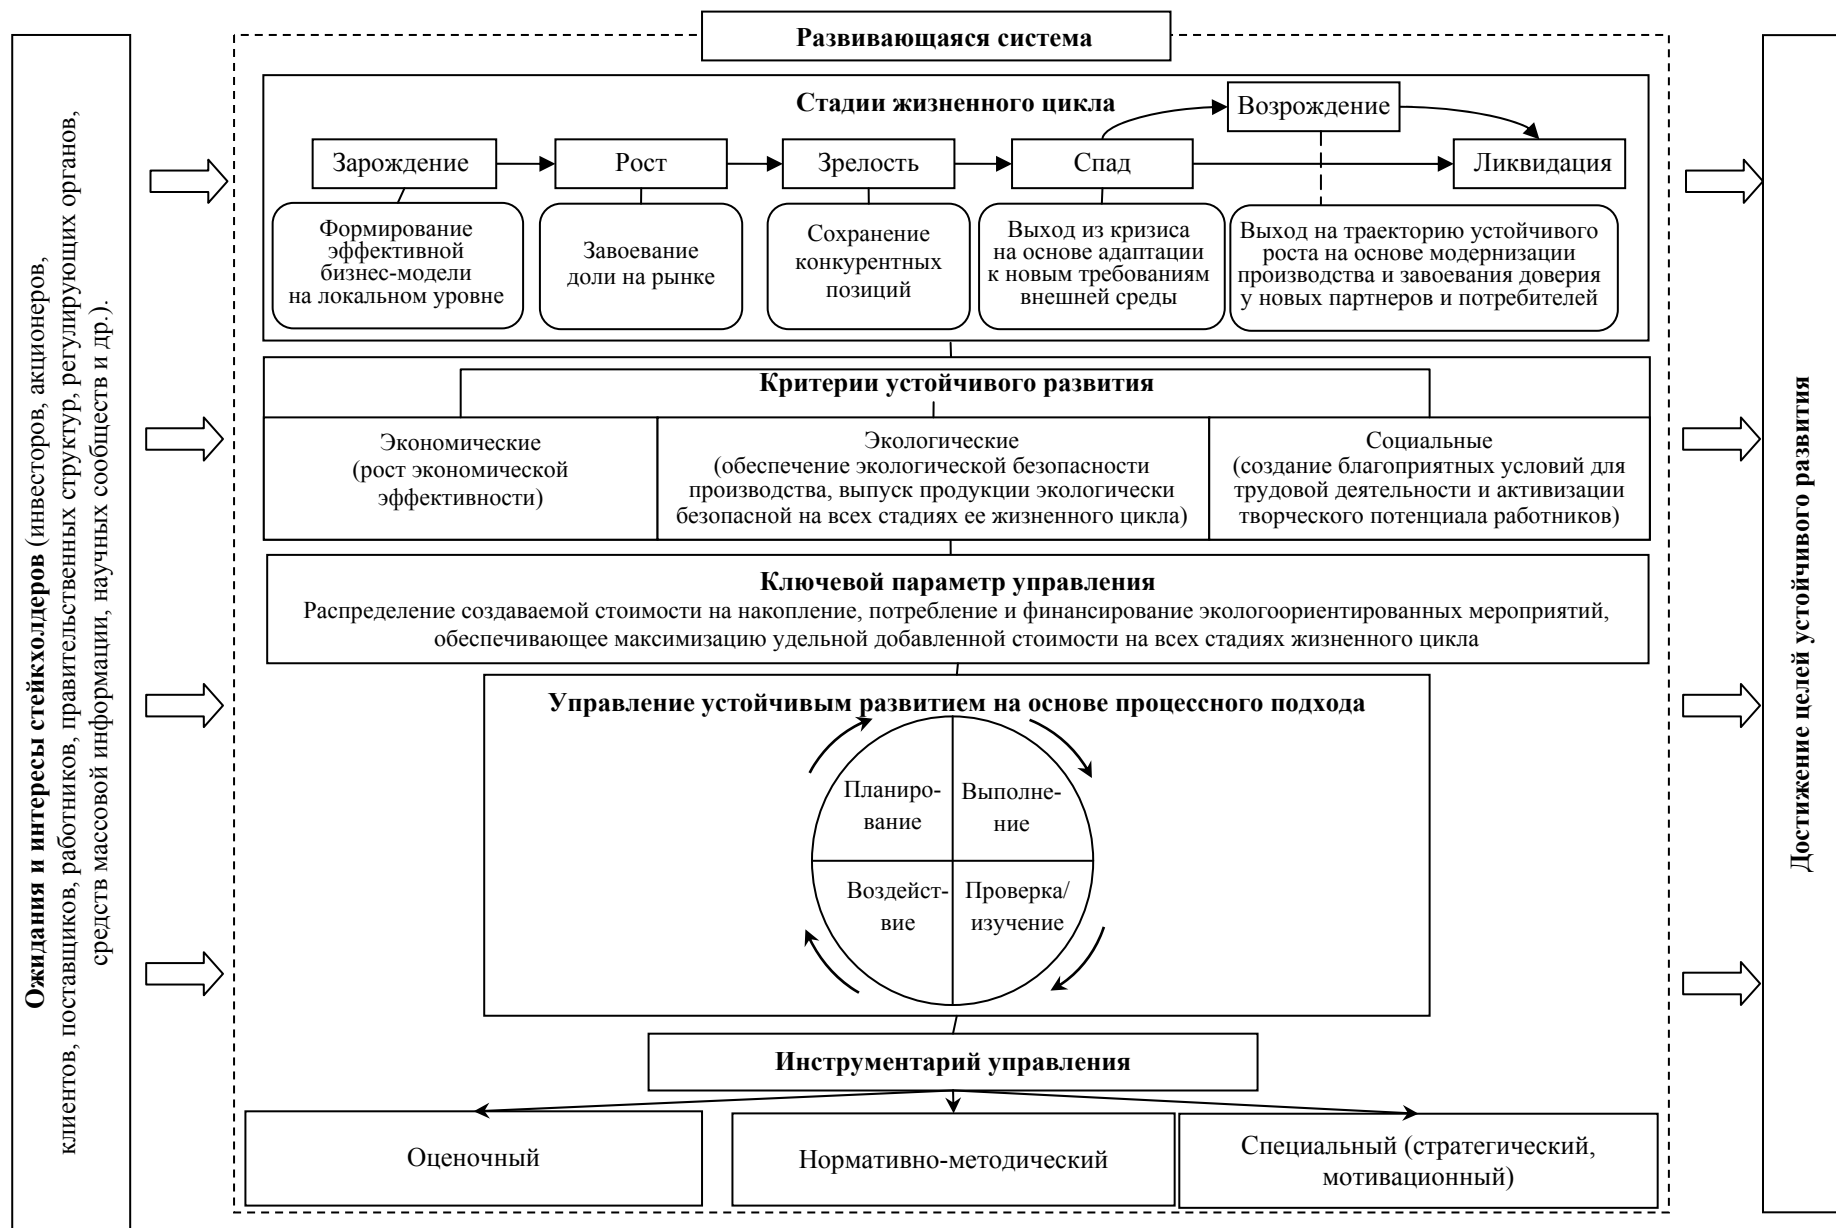 Ожидания и интересы стейкхолдеров (инвесторов, акционеров,
клиентов, поставщиков, работников, правительственных структур, регулирующих органов,
средств массовой информации, научных сообществ и др.).
Развивающаяся система
Стадии жизненного цикла
Возрождение
Зарождение
Рост
Зрелость
Спад
Ликвидация
Формирование
эффективной
бизнес-модели
на локальном уровне
Завоевание
доли на рынке
Сохранение
конкурентных
позиций
Выход из кризиса
на основе адаптации
к новым требованиям
внешней среды
Выход на траекторию устойчивого
роста на основе модернизации
производства и завоевания доверия
у новых партнеров и потребителей
Критерии устойчивого развития
Экономические
(рост экономической
эффективности)
Экологические
(обеспечение экологической безопасности
производства, выпуск продукции экологически
безопасной на всех стадиях ее жизненного цикла)
Социальные
(создание благоприятных условий для
трудовой деятельности и активизации
творческого потенциала работников)
Ключевой параметр управления
Распределение создаваемой стоимости на накопление, потребление и финансирование экологоориентированных мероприятий,
обеспечивающее максимизацию удельной добавленной стоимости на всех стадиях жизненного цикла
Управление устойчивым развитием на основе процессного подхода
Планиро-
вание
Выполне-
ние
Воздейст-
вие
Проверка/
изучение
Инструментарий управления
Оценочный
Нормативно-методический
Специальный (стратегический,
мотивационный)
Достижение целей устойчивого развития